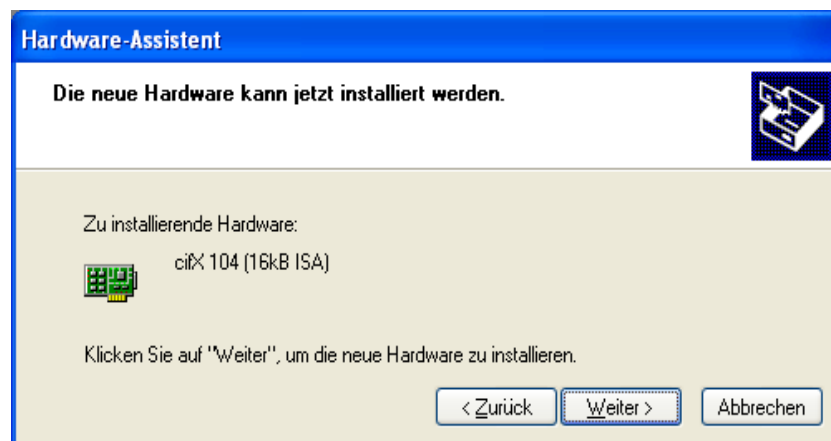 Hardware-Assistent
Die neue Hardware kann jetzt installiert werden.
Zu installierende Hardware:
cifX 104 (16kB ISA)
Klicken Sie auf "Weiter", um die neue Hardware zu installieren.
< Zurück Weiter > Abbrechen